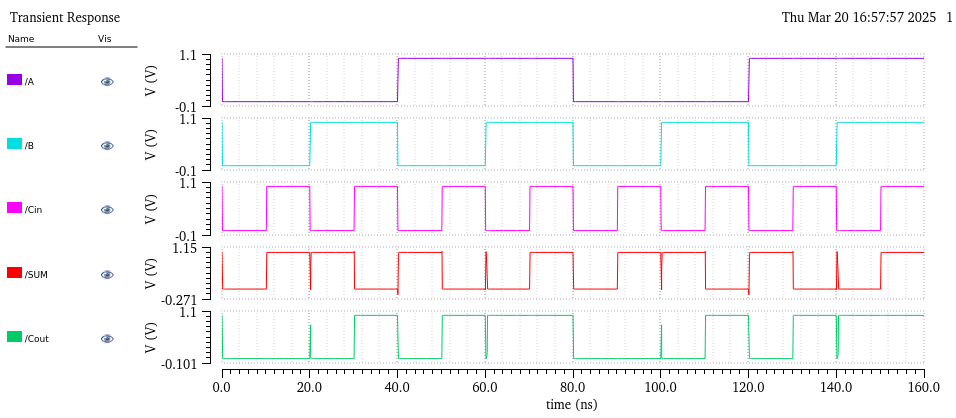 Transient Response Thu Mar 20 16:57:57 2025 1
Name Vis
/A
V (V)
1.1
-0.1
/B
V (V)
1.1
-0.1
/Cin
V (V)
1.1
-0.1
/SUM
V (V)
1.15
-0.271
/Cout
V (V)
1.1
-0.101
0.0 20.0 40.0 60.0 80.0 100.0 120.0 140.0 160.0
time (ns)